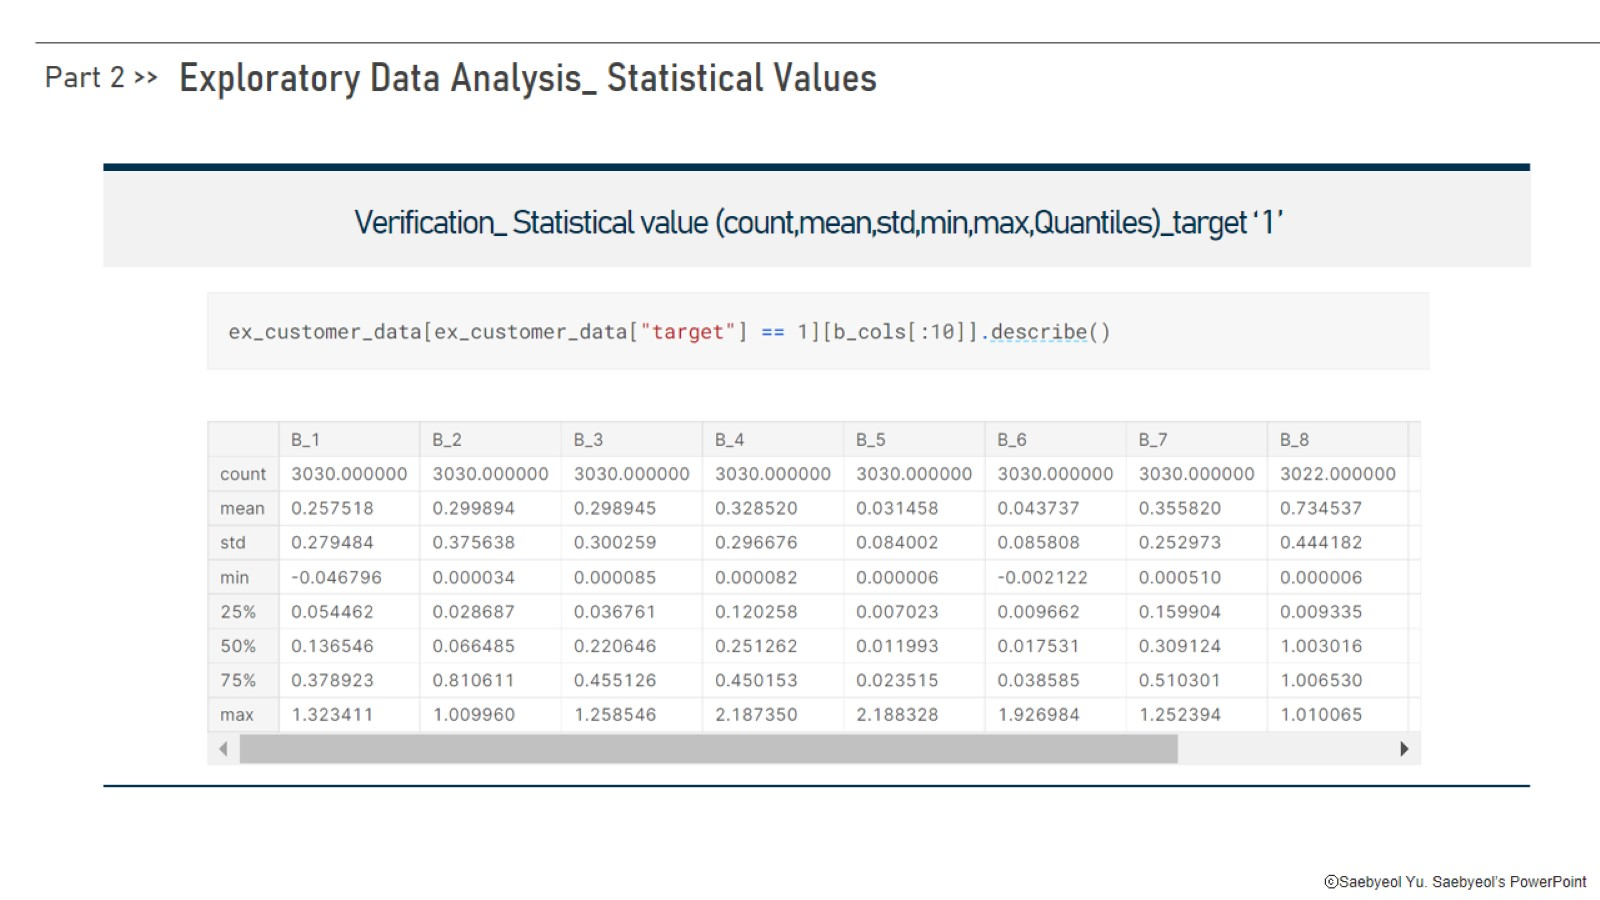 Part 2 >> Exploratory Data Analysis_ Statistical Values
Verification_ Statistical value (count,mean,std,min,max,Quantiles)_target ‘1’
ex_customer_data[ex_customer_data["target"] == 1][b_cols[:10]].describe()
B_1 B_2 B_3 B_4 B_5 B_6 B_7 B_8
count 3030.000000 3030.000000 3030.000000 3030.000000 3030.000000 3030.000000 3030.000000 3022.000000
mean 0.257518 0.299894 0.298945 0.328520 0.031458 0.043737 0.355820 0.734537
std 0.279484 0.375638 0.300259 0.296676 0.084002 0.085808 0.252973 0.444182
min -0.046796 0.000034 0.000085 0.000082 0.000006 -0.002122 0.000510 0.000006
25% 0.054462 0.028687 0.036761 0.120258 0.007023 0.009662 0.159904 0.009335
50% 0.136546 0.066485 0.220646 0.251262 0.011993 0.017531 0.309124 1.003016
75% 0.378923 0.810611 0.455126 0.450153 0.023515 0.038585 0.510301 1.006530
max 1.323411 1.009960 1.258546 2.187350 2.188328 1.926984 1.252394 1.010065
ⓒSaebyeol Yu. Saebyeol’s PowerPoint